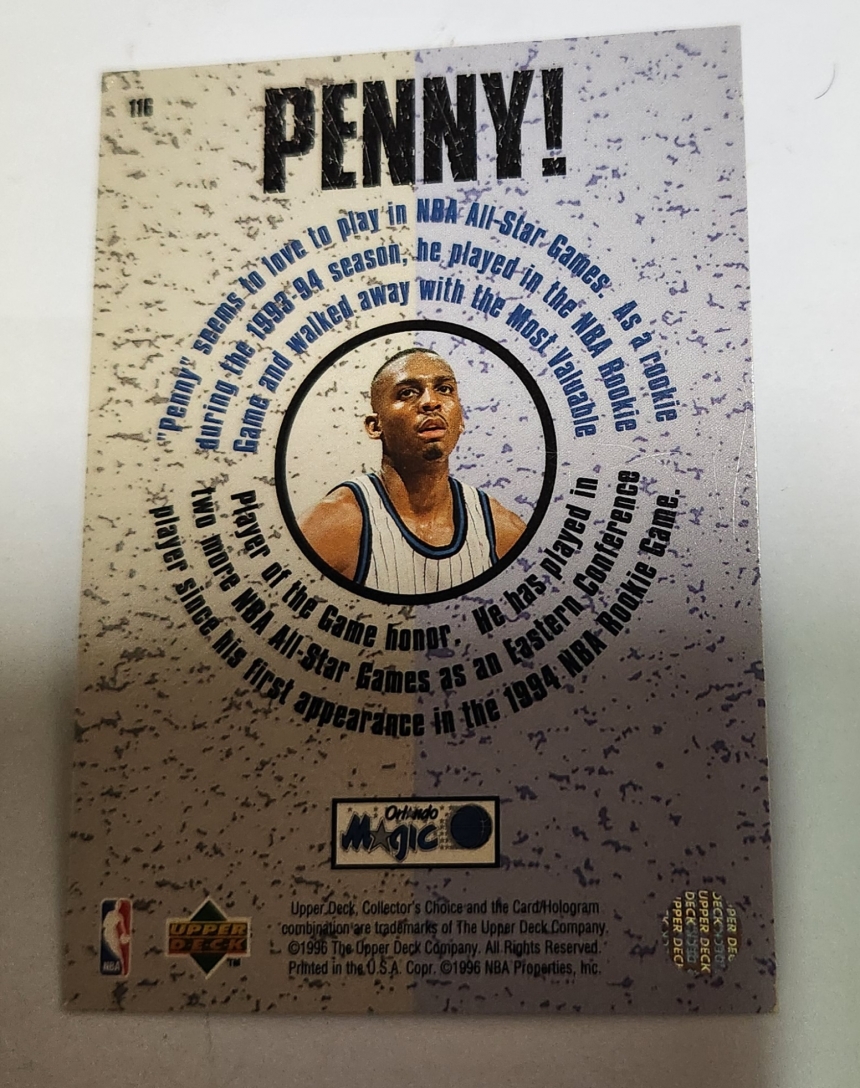 116
PENNY!
"Penny" seems to love to play in NBA All-Star Games. As a rookie
during the 1993-94 season, he played in the NBA Rookie
Game and walked away with the Most Valuable
Player of the Game honor. He has played in
two more NBA All-Star Games as an Eastern Conference
player since his first appearance in the 1994 NBA Rookie Game.
Orlando
Magic
NBA
UPPER
DECK
TM
Upper Deck, Collector's Choice and the Card/Hologram
combination are trademarks of The Upper Deck Company.
©1996 The Upper Deck Company. All Rights Reserved.
Printed in the U.S.A. Copr. ©1996 NBA Properties, Inc.
UPPER DECK